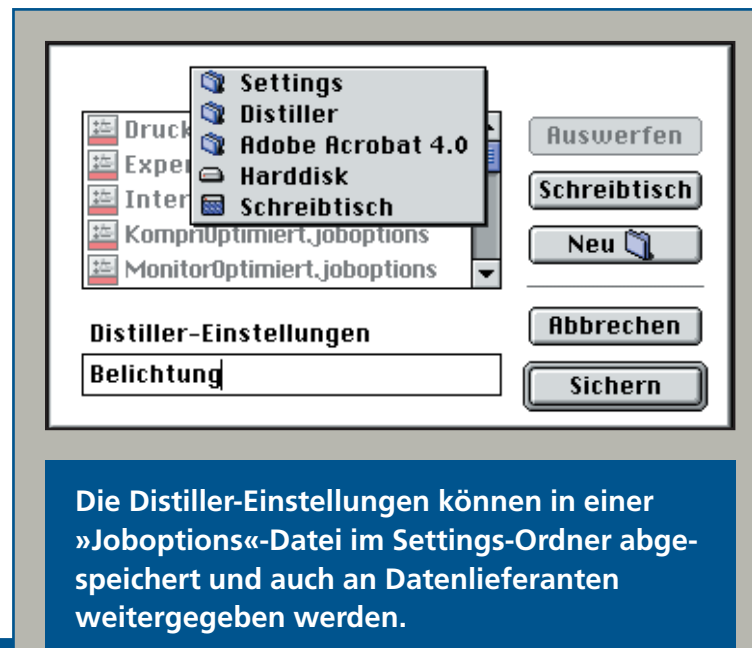 Settings
Distiller
Adobe Acrobat 4.0
Harddisk
Schreibtisch
Druck
Exper
Inter
KompriOptimiert.joboptions
MonitorOptimiert.joboptions
Auswerfen
Schreibtisch
Neu
Abbrechen
Sichern
Distiller-Einstellungen
Belichtung
Die Distiller-Einstellungen können in einer
»Joboptions«-Datei im Settings-Ordner abge-
speichert und auch an Datenlieferanten
weitergegeben werden.